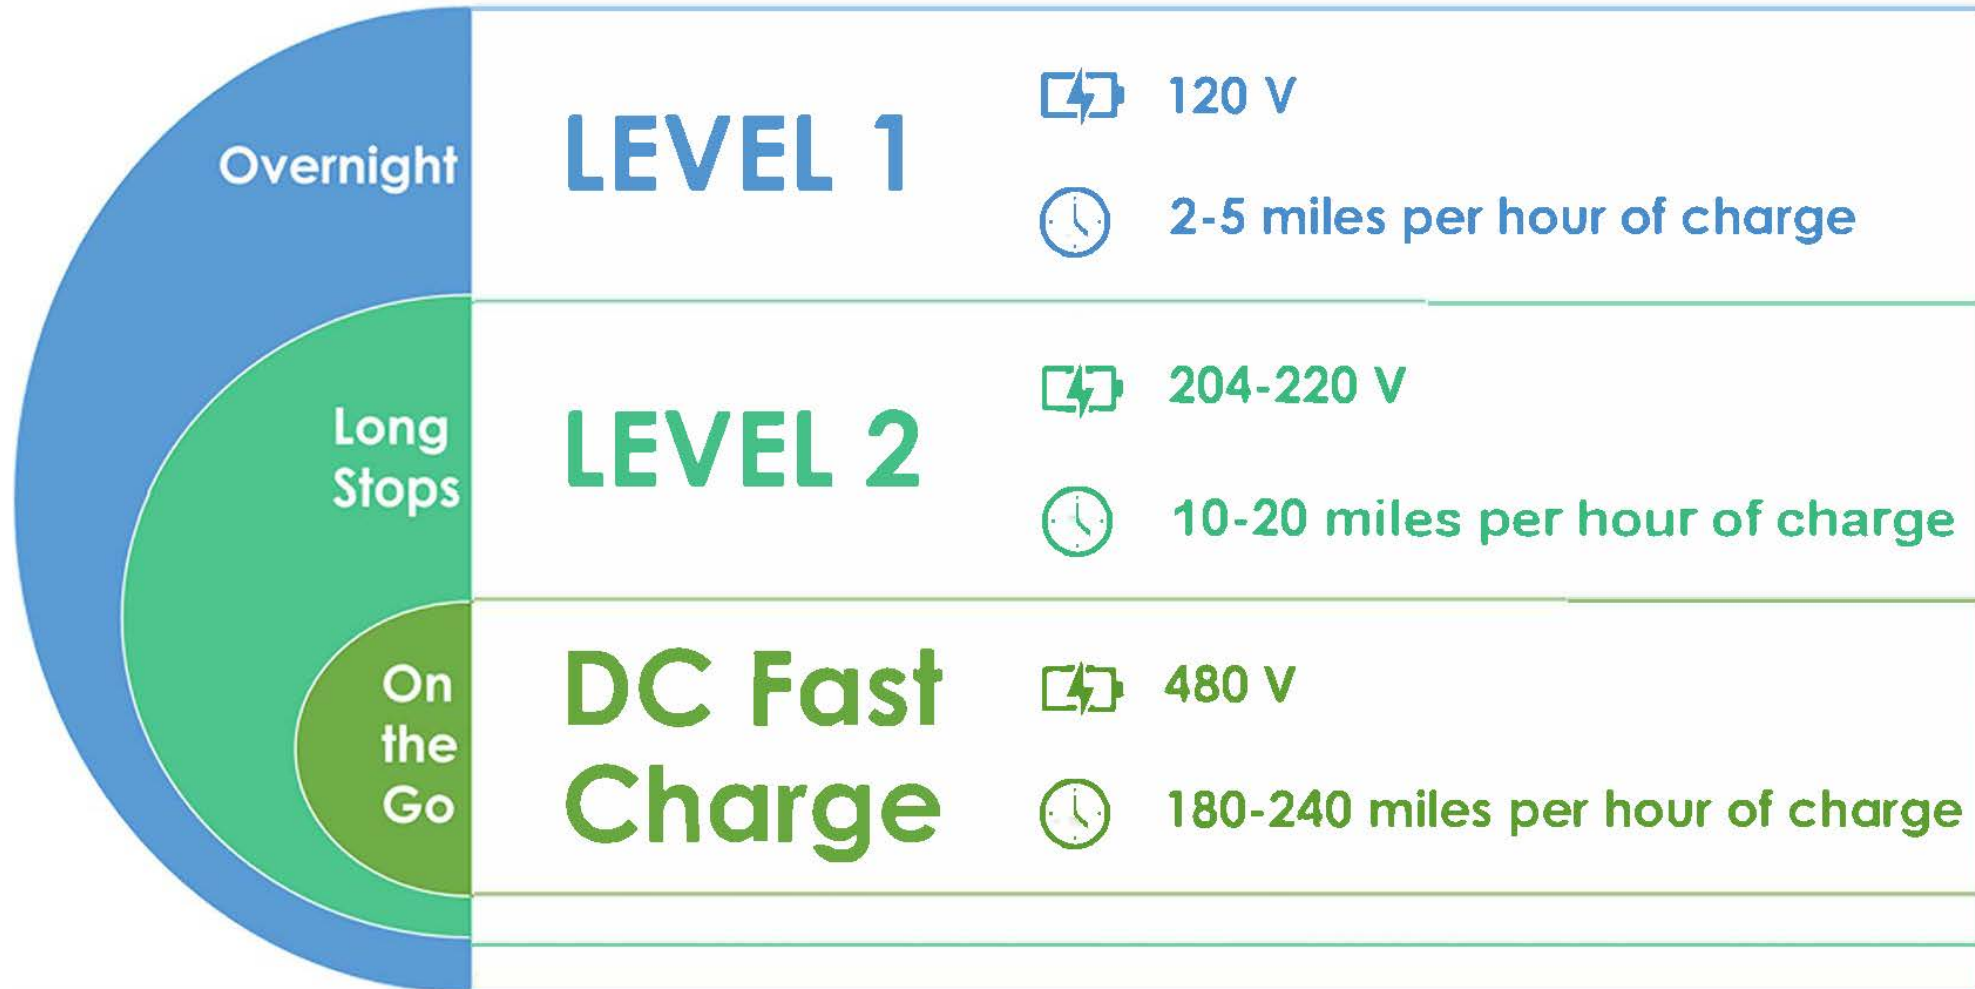 Overnight
LEVEL 1
120 V
2-5 miles per hour of charge
Long
Stops
LEVEL 2
204-220 V
10-20 miles per hour of charge
On
the
Go
DC Fast
Charge
480 V
180-240 miles per hour of charge